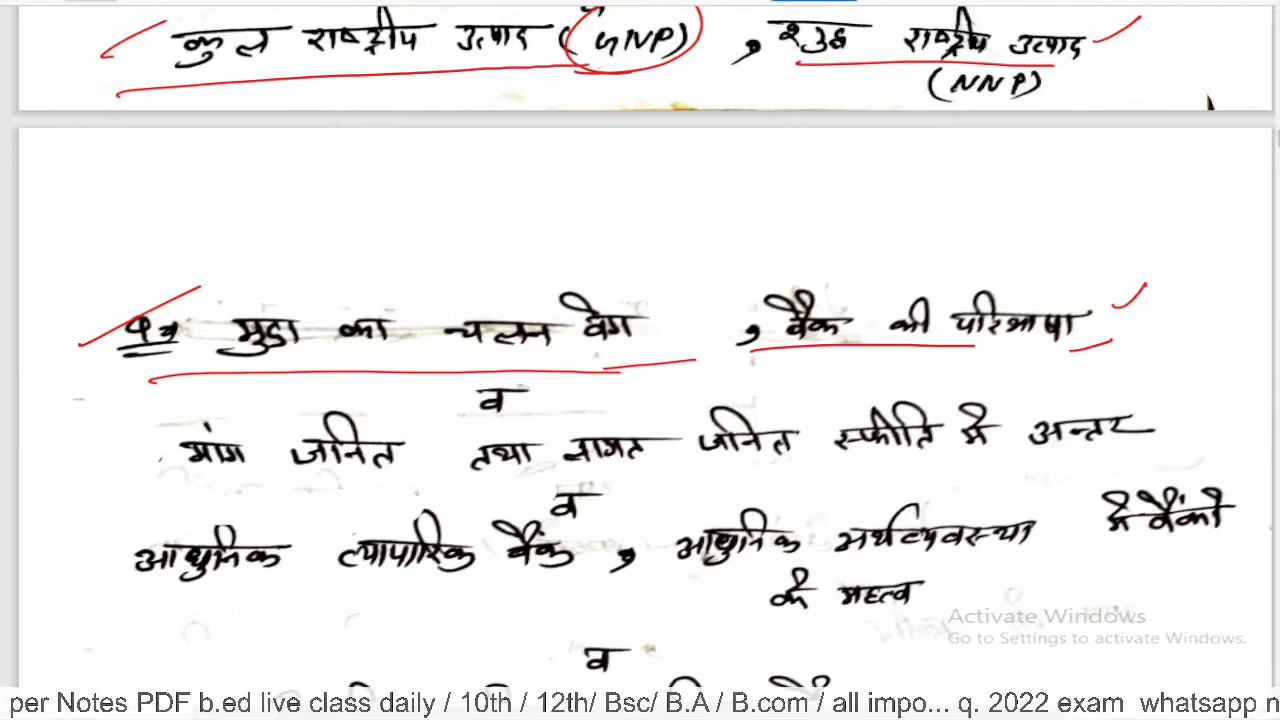 कुल राष्ट्रीय उत्पाद (GNP) , शुद्ध राष्ट्रीय उत्पाद
(NNP)
मुद्रा का चलन वेग , बैंक की परिभाषा
व
मांग जनित तथा लागत जनित स्फीति में अन्तर
व
आधुनिक व्यापारिक बैंक , आधुनिक अर्थव्यवस्था में बैंकों
के महत्व
Activate Windows
Go to Settings to activate Windows.
व
per Notes PDF b.ed live class daily / 10th / 12th/ Bsc/ B.A / B.com / all impo... q. 2022 exam whatsapp n